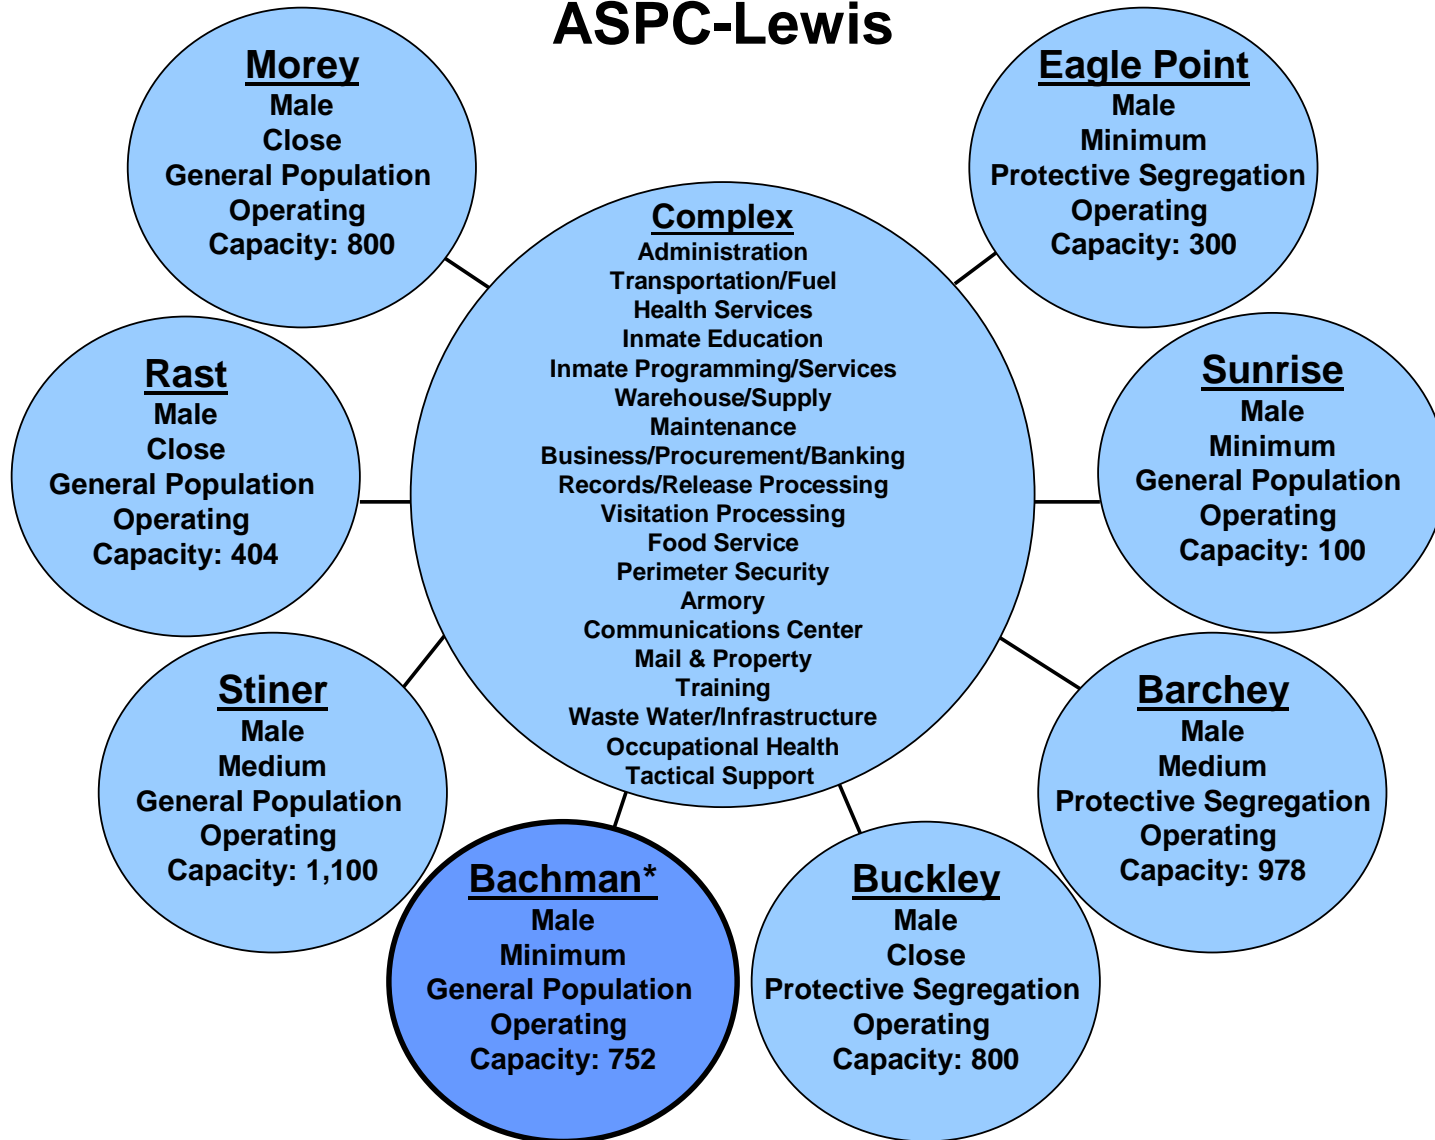 ASPC-Lewis
Morey
Male
Close
General Population
Operating
Capacity: 800
Eagle Point
Male
Minimum
Protective Segregation
Operating
Capacity: 300
Complex
Administration
Transportation/Fuel
Health Services
Inmate Education
Inmate Programming/Services
Warehouse/Supply
Maintenance
Business/Procurement/Banking
Records/Release Processing
Visitation Processing
Food Service
Perimeter Security
Armory
Communications Center
Mail & Property
Training
Waste Water/Infrastructure
Occupational Health
Tactical Support
Rast
Male
Close
General Population
Operating
Capacity: 404
Sunrise
Male
Minimum
General Population
Operating
Capacity: 100
Stiner
Male
Medium
General Population
Operating
Capacity: 1,100
Barchey
Male
Medium
Protective Segregation
Operating
Capacity: 978
Bachman*
Male
Minimum
General Population
Operating
Capacity: 752
Buckley
Male
Close
Protective Segregation
Operating
Capacity: 800